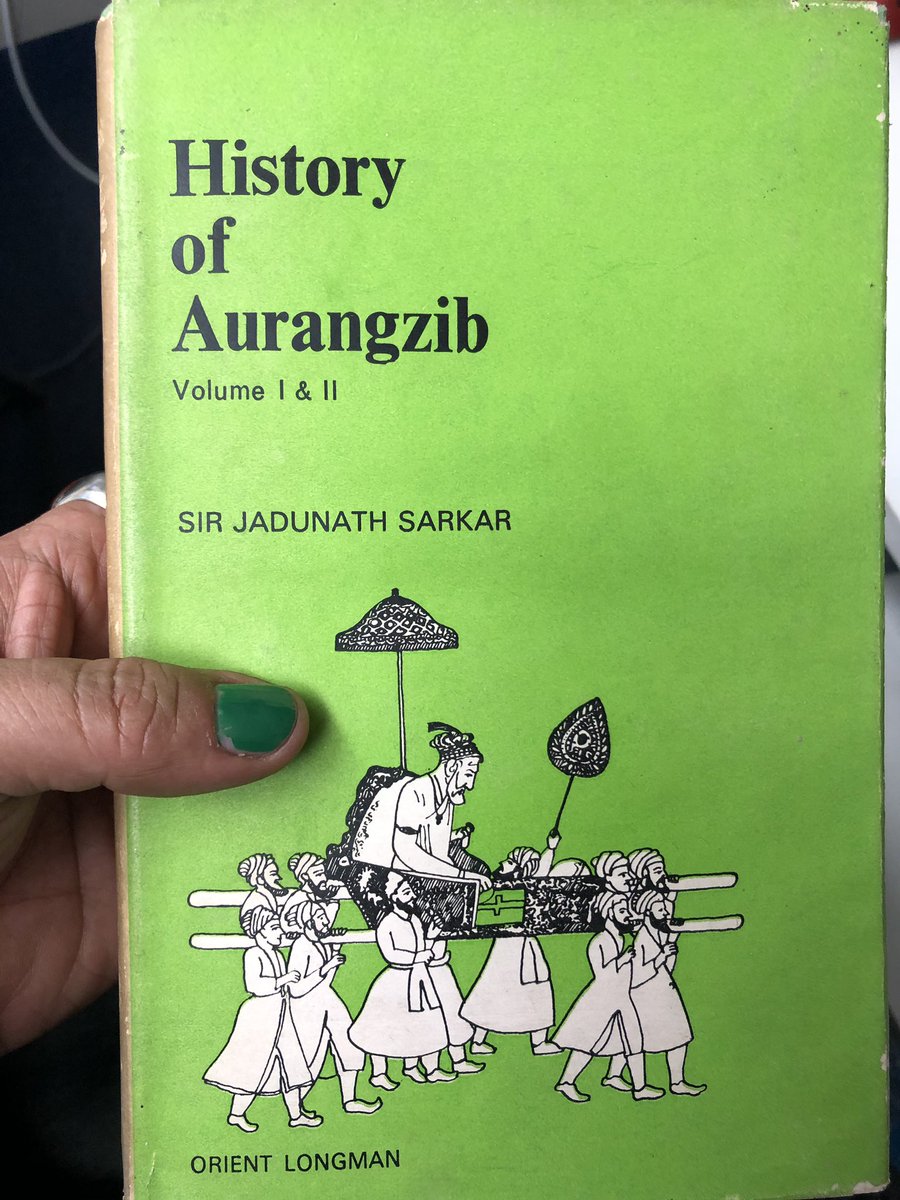 History
of
Aurangzib
Volume I & II
SIR JADUNATH SARKAR
ORIENT LONGMAN